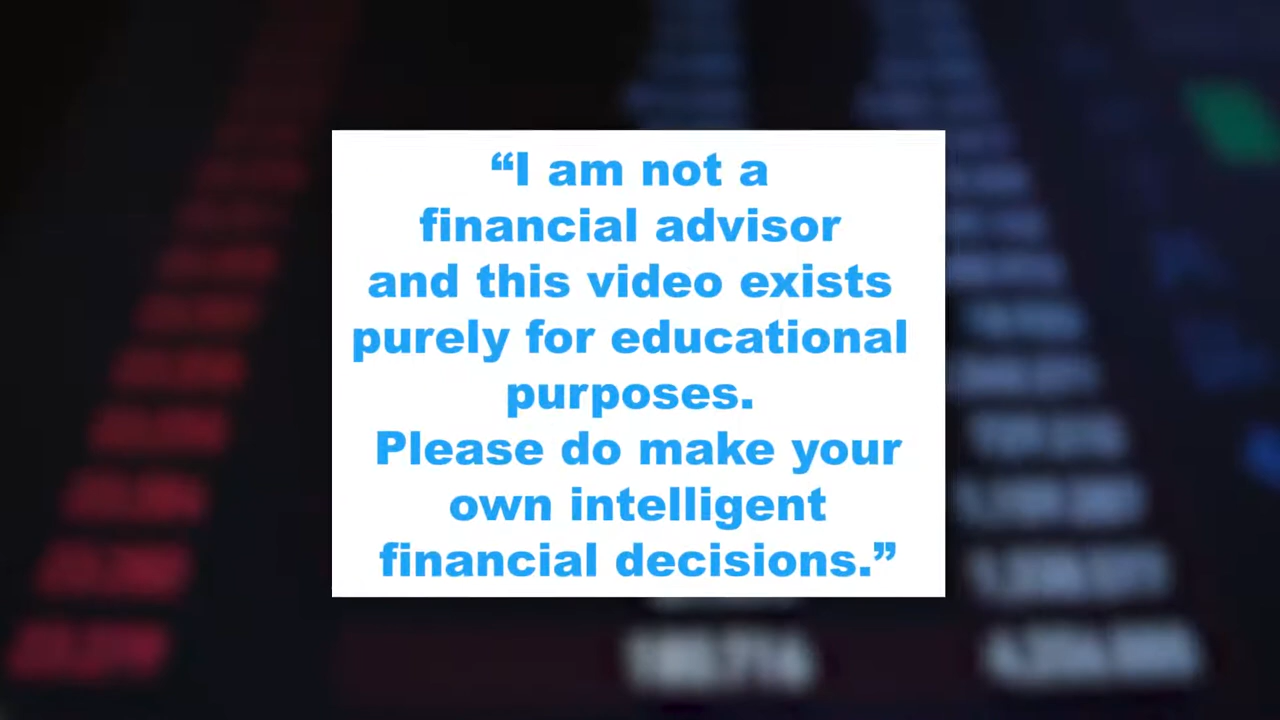 “I am not a
financial advisor
and this video exists
purely for educational
purposes.
Please do make your
own intelligent
financial decisions.”